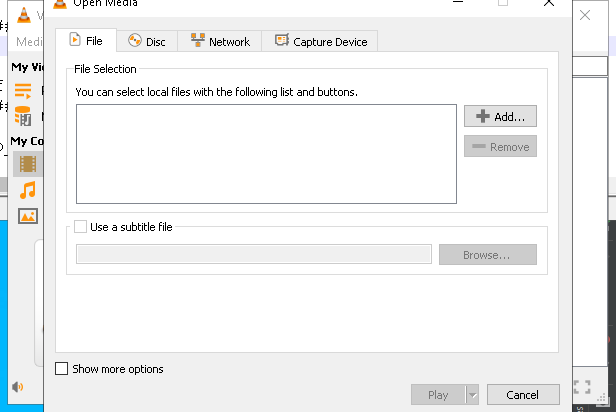 Open Media
Medi
File
Disc
Network
Capture Device
My Vi
My Co
File Selection
You can select local files with the following list and buttons.
Add...
Remove
Use a subtitle file
Browse...
Show more options
Play
Cancel